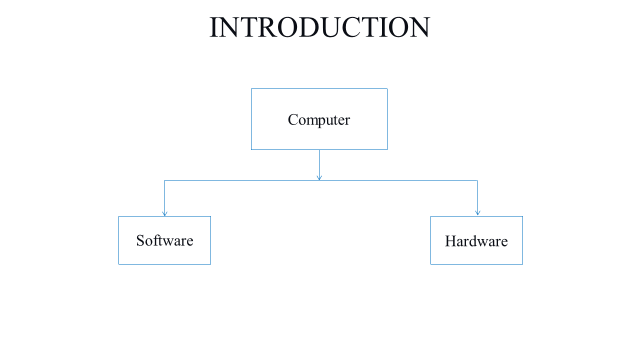 INTRODUCTION
Computer
Software
Hardware